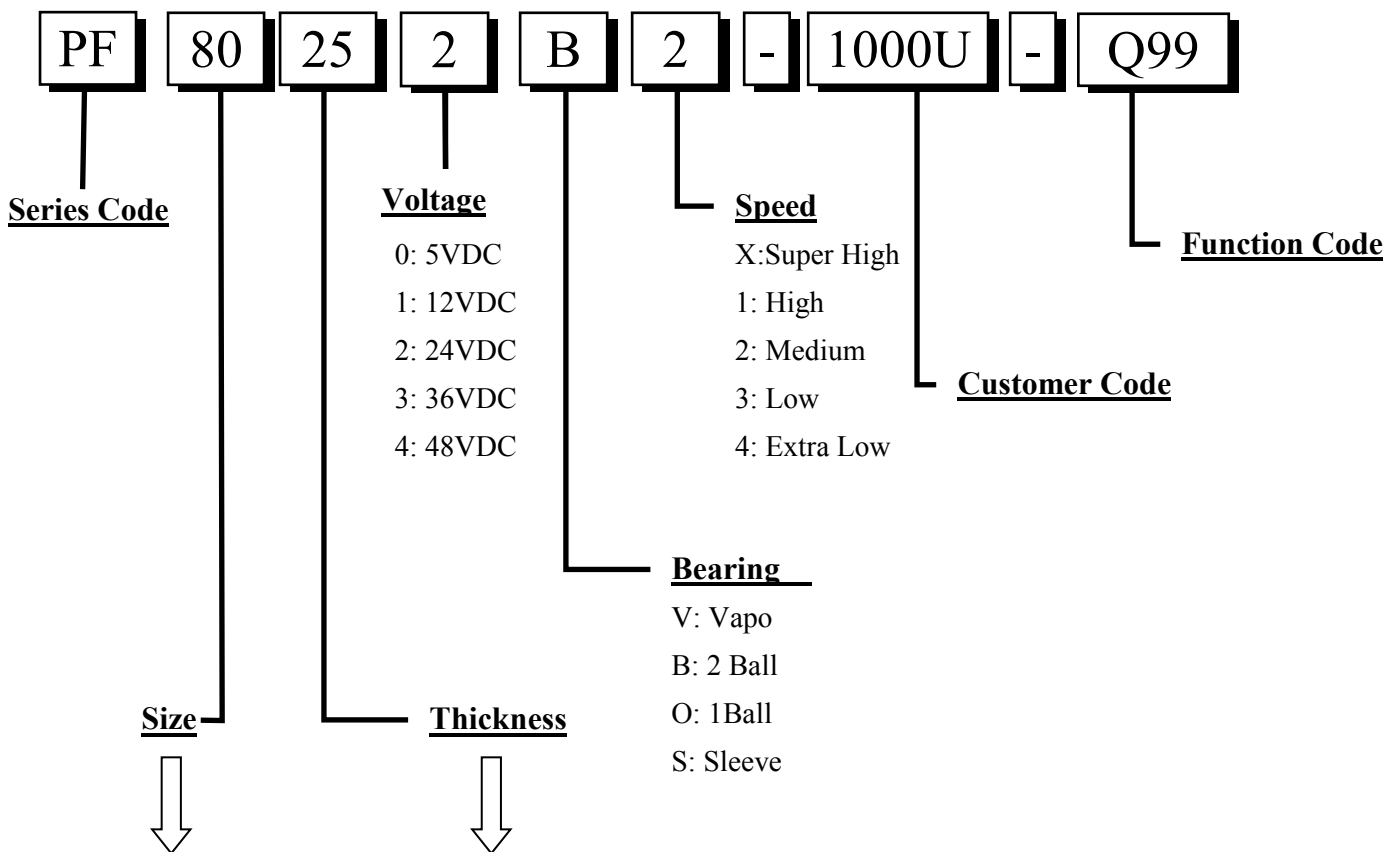 PF 80 25 2 B 2 - 1000U - Q99
Series Code
Voltage
0: 5VDC
1: 12VDC
2: 24VDC
3: 36VDC
4: 48VDC
Speed
X:Super High
1: High
2: Medium
3: Low
4: Extra Low
Function Code
Customer Code
Bearing
V: Vapo
B: 2 Ball
O: 1Ball
S: Sleeve
Size
Thickness